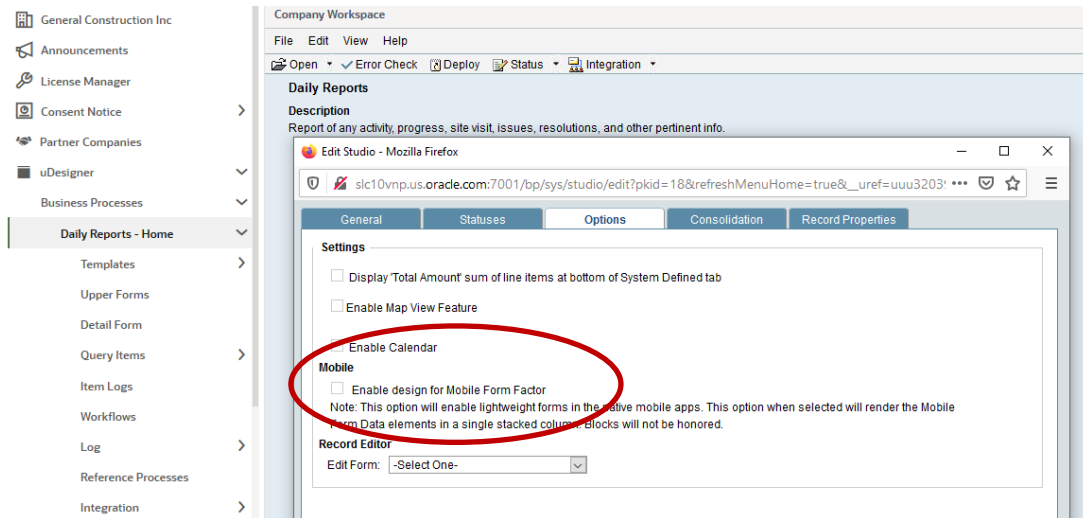 General Construction Inc
Announcements
License Manager
Consent Notice
Partner Companies
uDesigner
Business Processes
Daily Reports - Home
Templates
Upper Forms
Detail Form
Query Items
Item Logs
Workflows
Log
Reference Processes
Integration
Company Workspace
File Edit View Help
Open Error Check Deploy Status Integration
Daily Reports
Description
Report of any activity, progress, site visit, issues, resolutions, and other pertinent info.
Edit Studio - Mozilla Firefox
slc10vnp.us.oracle.com:7001/bp/sys/studio/edit?pkid=18&refreshMenuHome=true&__uref=uuu3203
General Statuses Options Consolidation Record Properties
Settings
Display 'Total Amount' sum of line items at bottom of System Defined tab
Enable Map View Feature
Enable Calendar
Mobile
Enable design for Mobile Form Factor
Note: This option will enable lightweight forms in the native mobile apps. This option when selected will render the Mobile
Form Data elements in a single stacked column. Blocks will not be honored.
Record Editor
Edit Form: -Select One-